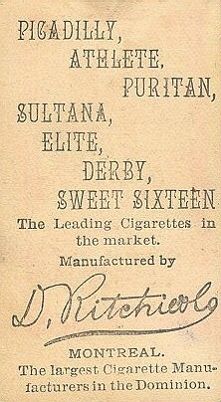 PICADILLY,
ATHLETE.
PURITAN,
SULTANA,
ELITE,
DERBY,
SWEET SIXTEEN
The Leading Cigarettes in
the market.
Manufactured by
D. Ritchie & Co
MONTREAL.
The largest Cigarette Manu-
facturers in the Dominion.